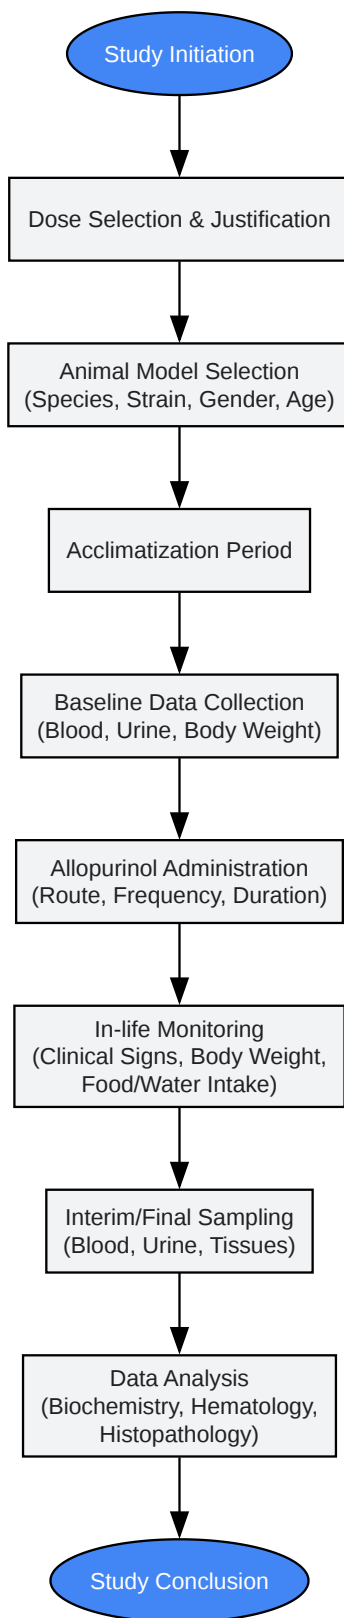 Study Initiation
Dose Selection & Justification
Animal Model Selection
(Species, Strain, Gender, Age)
Acclimatization Period
Baseline Data Collection
(Blood, Urine, Body Weight)
Allopurinol Administration
(Route, Frequency, Duration)
In-life Monitoring
(Clinical Signs, Body Weight,
Food/Water Intake)
Interim/Final Sampling
(Blood, Urine, Tissues)
Data Analysis
(Biochemistry, Hematology,
Histopathology)
Study Conclusion